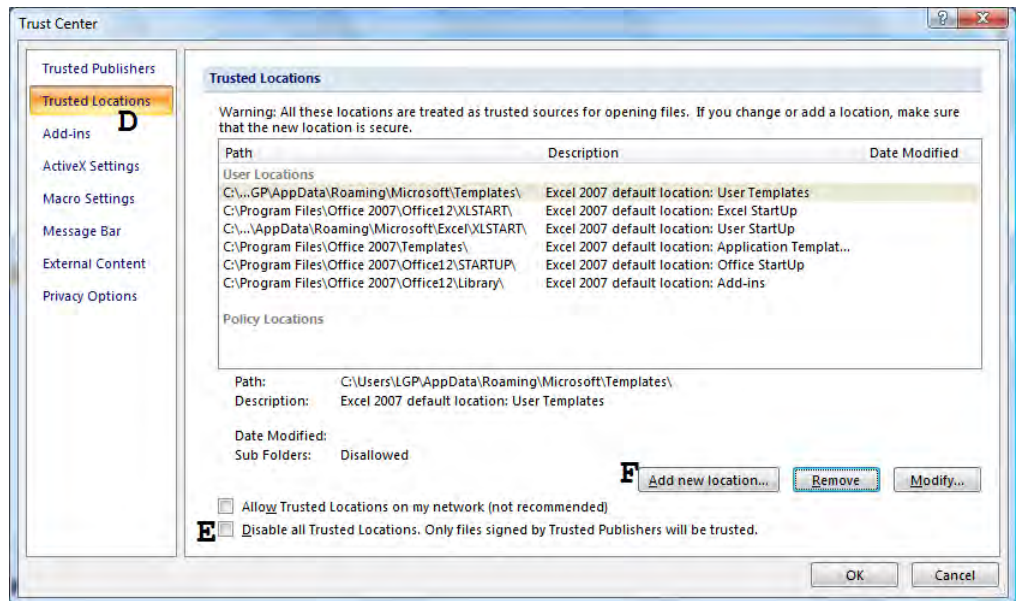 Trust Center
Trusted Publishers
Trusted Locations
D
Add-ins
ActiveX Settings
Macro Settings
Message Bar
External Content
Privacy Options
Trusted Locations
Warning: All these locations are treated as trusted sources for opening files. If you change or add a location, make sure
that the new location is secure.
Path Description Date Modified
User Locations
C:\...GP\AppData\Roaming\Microsoft\Templates\ Excel 2007 default location: User Templates
C:\Program Files\Office 2007\Office12\XLSTART\ Excel 2007 default location: Excel StartUp
C:\...\AppData\Roaming\Microsoft\Excel\XLSTART\ Excel 2007 default location: User StartUp
C:\Program Files\Office 2007\Templates\ Excel 2007 default location: Application Templat...
C:\Program Files\Office 2007\Office12\STARTUP\ Excel 2007 default location: Office StartUp
C:\Program Files\Office 2007\Office12\Library\ Excel 2007 default location: Add-ins
Policy Locations
Path: C:\Users\LGP\AppData\Roaming\Microsoft\Templates\
Description: Excel 2007 default location: User Templates
Date Modified:
Sub Folders: Disallowed
F Add new location... Remove Modify...
Allow Trusted Locations on my network (not recommended)
E Disable all Trusted Locations. Only files signed by Trusted Publishers will be trusted.
OK Cancel